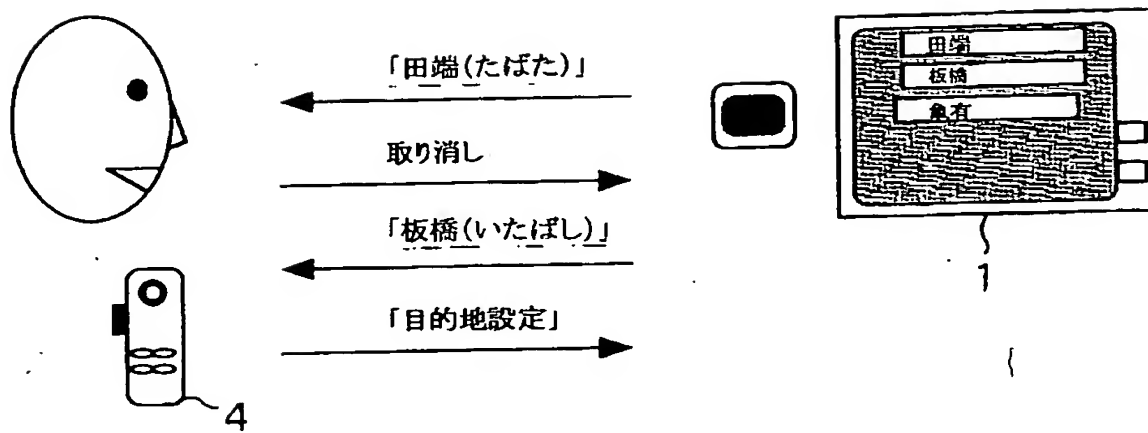 「田端(たばた)」
取り消し
「板橋(いたばし)」
「目的地設定」
4
田端
板橋
亀有
1